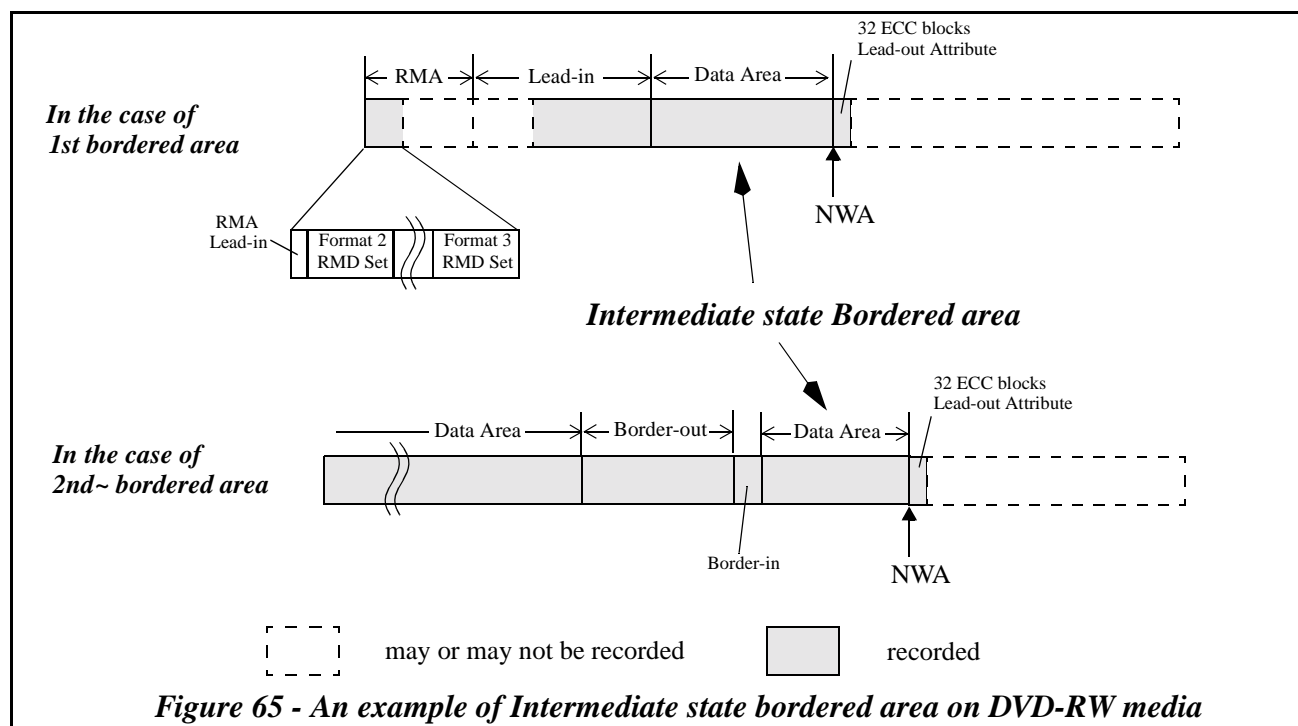 32 ECC blocks
Lead-out Attribute
RMA
Lead-in
Data Area
In the case of
1st bordered area
NWA
RMA
Lead-in
Format 2
RMD Set
Format 3
RMD Set
Intermediate state Bordered area
32 ECC blocks
Lead-out Attribute
Data Area
Border-out
Data Area
In the case of
2nd~ bordered area
Border-in
NWA
may or may not be recorded
recorded
Figure 65 - An example of Intermediate state bordered area on DVD-RW media